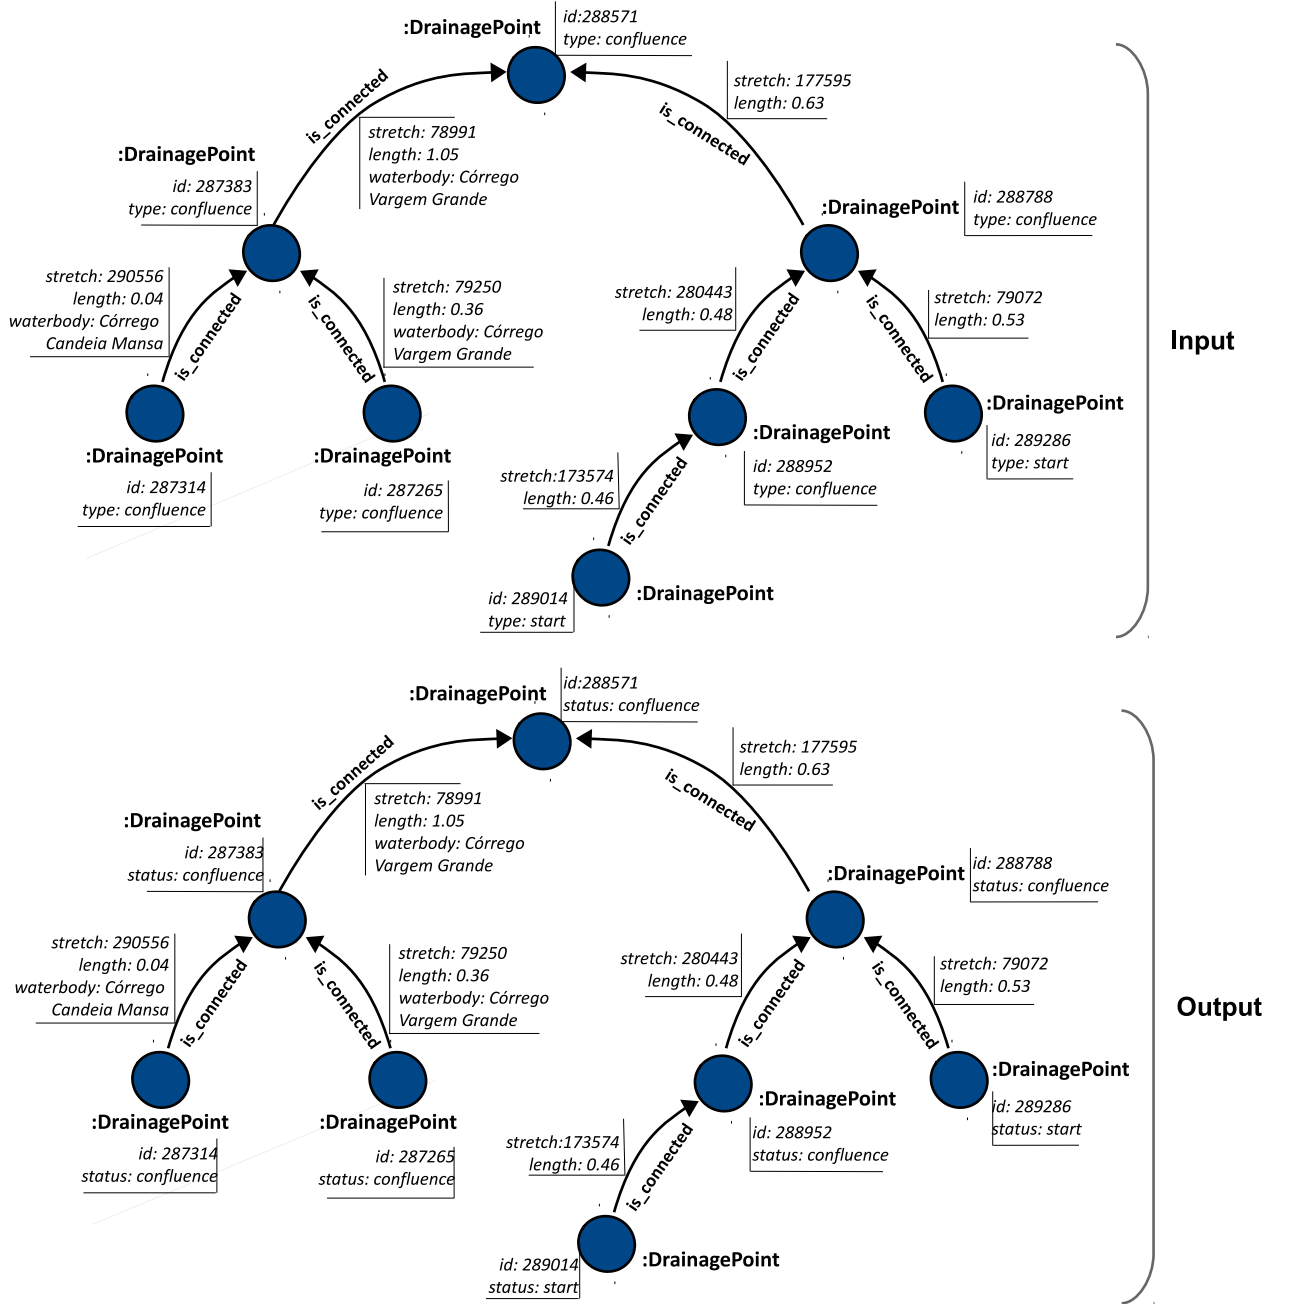 :DrainagePoint
id:288571
type: confluence
is_connected
stretch: 78991
length: 1.05
waterbody: Córrego
Vargem Grande
is_connected
stretch: 177595
length: 0.63
:DrainagePoint
id: 287383
type: confluence
:DrainagePoint
id: 288788
type: confluence
stretch: 290556
length: 0.04
waterbody: Córrego
Candeia Mansa
is_connected
is_connected
stretch: 79250
length: 0.36
waterbody: Córrego
Vargem Grande
stretch: 280443
length: 0.48
is_connected
is_connected
stretch: 79072
length: 0.53
Input
:DrainagePoint
id: 287314
type: confluence
:DrainagePoint
id: 287265
type: confluence
:DrainagePoint
id: 288952
type: confluence
:DrainagePoint
id: 289286
type: start
stretch:173574
length: 0.46
is_connected
id: 289014
type: start
:DrainagePoint
:DrainagePoint
id:288571
status: confluence
is_connected
stretch: 78991
length: 1.05
waterbody: Córrego
Vargem Grande
is_connected
stretch: 177595
length: 0.63
:DrainagePoint
id: 287383
status: confluence
:DrainagePoint
id: 288788
status: confluence
stretch: 290556
length: 0.04
waterbody: Córrego
Candeia Mansa
is_connected
is_connected
stretch: 79250
length: 0.36
waterbody: Córrego
Vargem Grande
stretch: 280443
length: 0.48
is_connected
is_connected
stretch: 79072
length: 0.53
Output
:DrainagePoint
id: 287314
status: confluence
:DrainagePoint
id: 287265
status: confluence
:DrainagePoint
id: 288952
status: confluence
:DrainagePoint
id: 289286
status: start
stretch:173574
length: 0.46
is_connected
id: 289014
status: start
:DrainagePoint